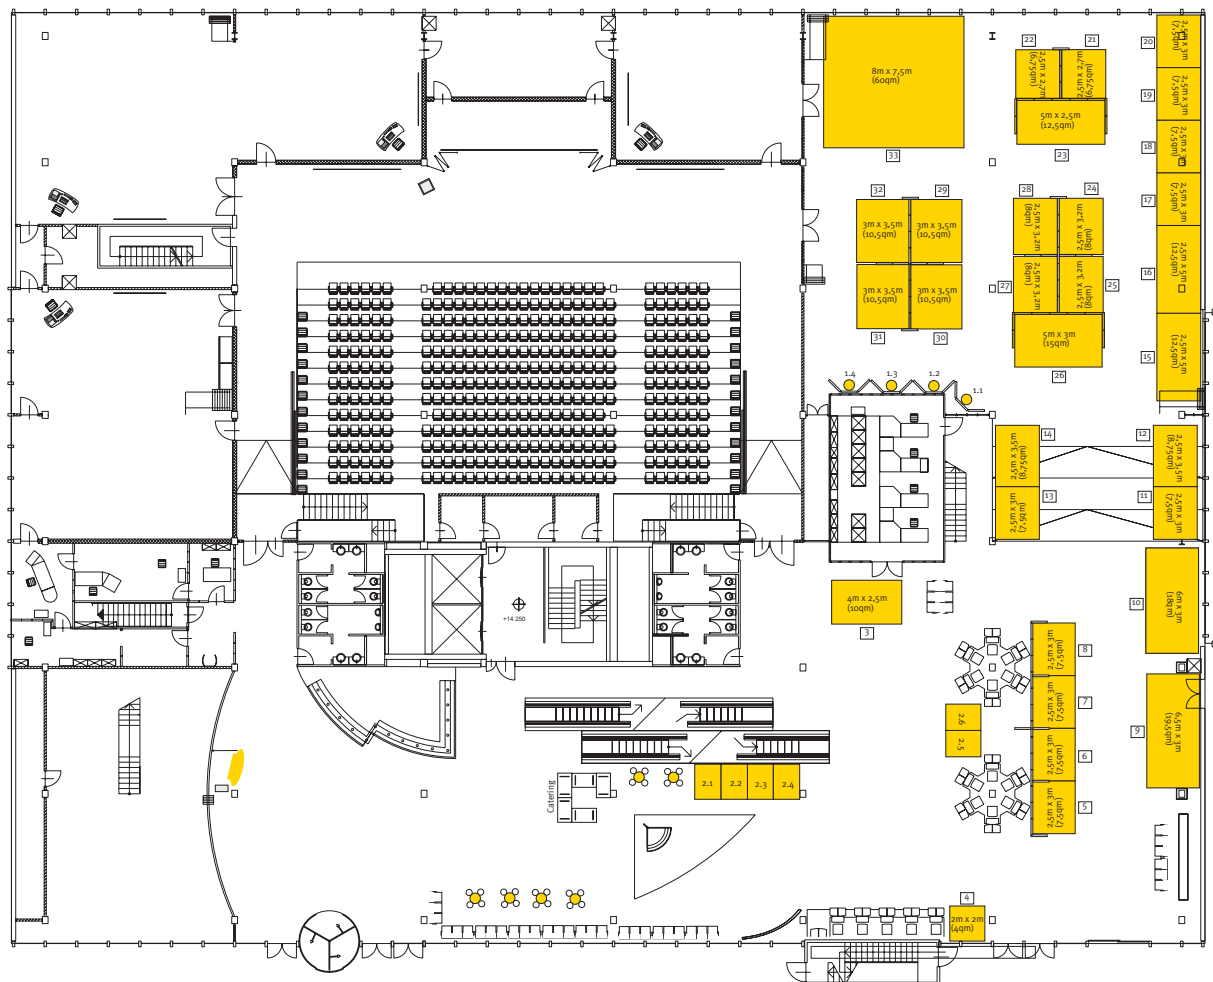 22
21
20
2,5m x 3m
(7,5qm)
2,5m x 2,7m
(6,75qm)
2,5m x 2,7m
(6,75qm)
8m x 7,5m
(60qm)
19
2,5m x 3m
(7,5qm)
5m x 2,5m
(12,5qm)
33
23
18
2,5m x 3m
(7,5qm)
32
29
28
24
17
2,5m x 3m
(7,5qm)
3m x 3,5m
(10,5qm)
3m x 3,5m
(10,5qm)
2,5m x 3,2m
(8qm)
2,5m x 3,2m
(8qm)
16
2,5m x 5m
(12,5qm)
3m x 3,5m
(10,5qm)
3m x 3,5m
(10,5qm)
27
2,5m x 3,2m
(8qm)
2,5m x 3,2m
(8qm)
25
31
30
5m x 3m
(15qm)
15
2,5m x 5m
(12,5qm)
26
1.4
1.3
1.2
1.1
14
2,5m x 3,5m
(8,75qm)
12
2,5m x 3,5m
(8,75qm)
13
2,5m x 3m
(7,5qm)
11
2,5m x 3m
(7,5qm)
+14.250
4m x 2,5m
(10qm)
3
10
6m x 3m
(18qm)
2,5m x 3m
(7,5qm)
8
2,5m x 3m
(7,5qm)
7
2.6
2.5
9
6,5m x 3m
(19,5qm)
2,5m x 3m
(7,5qm)
6
2.1
2.2
2.3
2.4
Catering
2,5m x 3m
(7,5qm)
5
4
2m x 2m
(4qm)